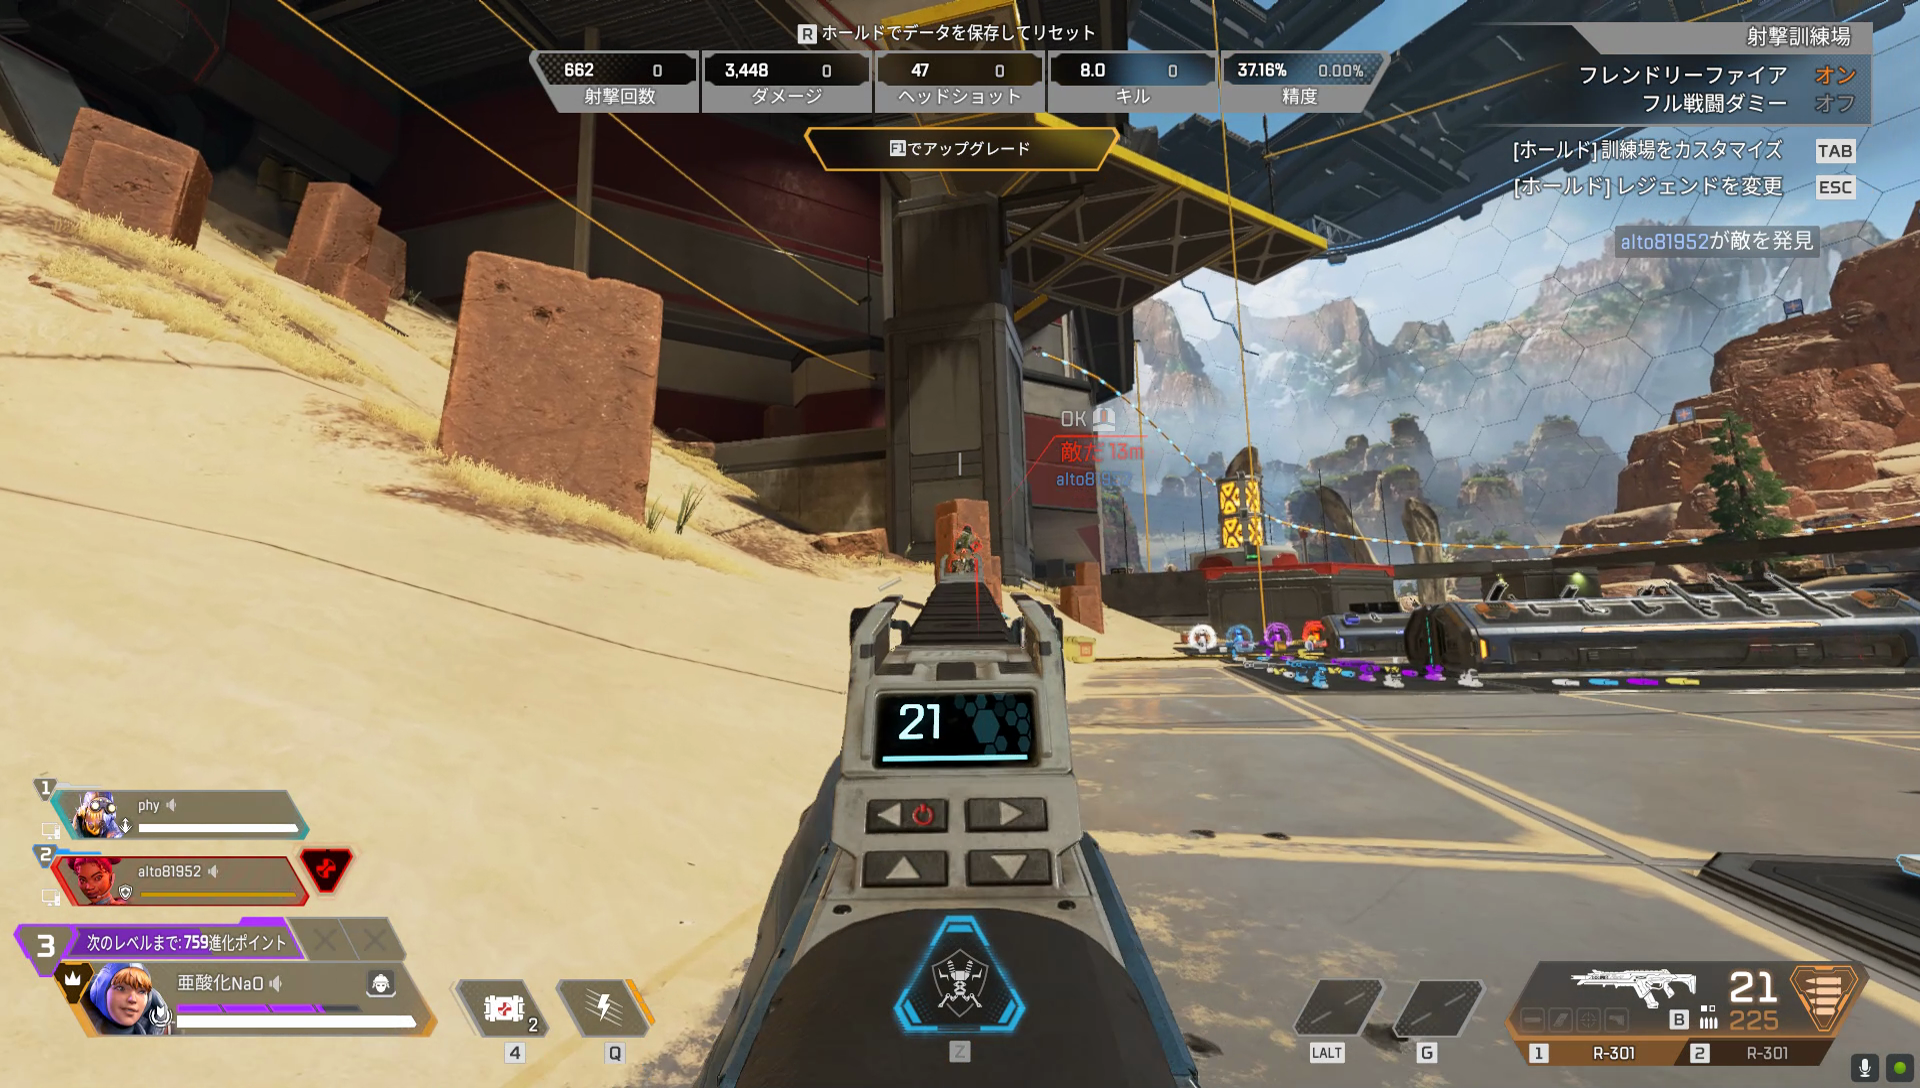 R ホールドでデータを保存してリセット
662 0 射撃回数
3,448 0 ダメージ
47 0 ヘッドショット
8.0 0 キル
37.16% 0.00% 精度
F1でアップグレード
射撃訓練場
フレンドリーファイア オン
フル戦闘ダミー オフ
[ホールド]訓練場をカスタマイズ TAB
[ホールド]レジェンドを変更 ESC
alto81952が敵を発見
OK
敵だ 13m
21
1
phy
2
alto81952
3
次のレベルまで:759進化ポイント
亜酸化NaO
2
4
Q
Z
LALT
G
21
B 225
1 R-301
2 R-301